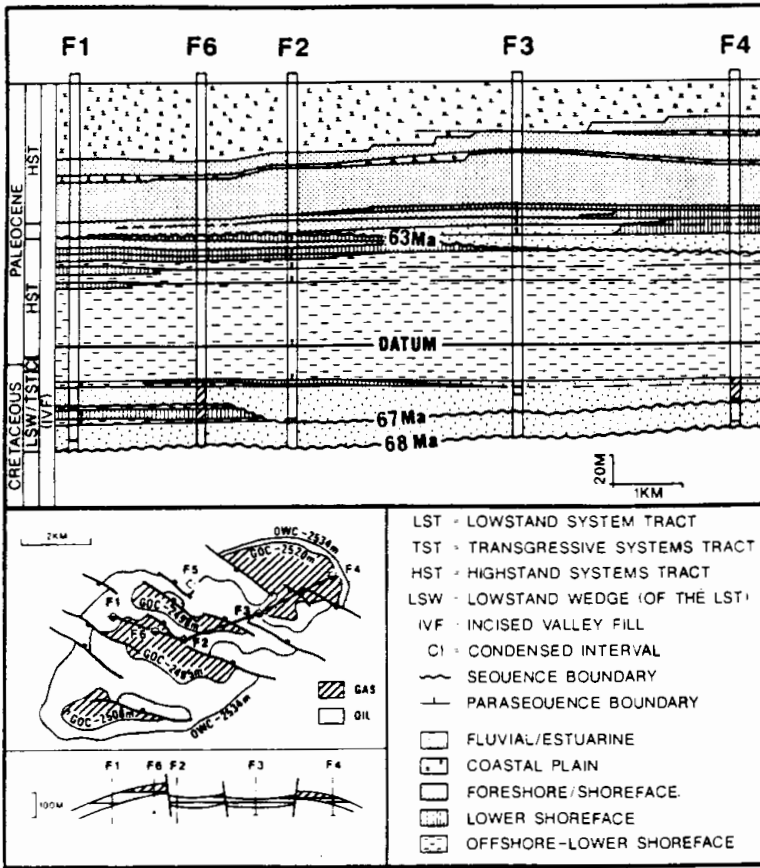 F1 F6 F2 F3 F4
PALEOCENE
HST
HST
CRETACEOUS
LSW/TST
CI
(IVF)
63Ma
DATUM
67Ma
68Ma
20M
1KM
2KM
OWC-2534m
GOC-2520m
F4
F5
F1
F3
F6
F2
OWC-2534m
GAS
OIL
F1 F6 F2 F3 F4
100M
LST = LOWSTAND SYSTEM TRACT
TST = TRANSGRESSIVE SYSTEMS TRACT
HST = HIGHSTAND SYSTEMS TRACT
LSW = LOWSTAND WEDGE (OF THE LST)
IVF = INCISED VALLEY FILL
CI = CONDENSED INTERVAL
SEQUENCE BOUNDARY
PARASEQUENCE BOUNDARY
FLUVIAL/ESTUARINE
COASTAL PLAIN
FORESHORE/SHOREFACE.
LOWER SHOREFACE
OFFSHORE-LOWER SHOREFACE